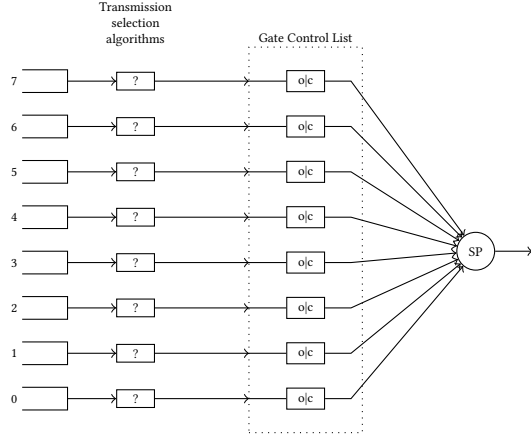 Transmission
selection
algorithms
Gate Control List
7 ? o|c
6 ? o|c
5 ? o|c
4 ? o|c
SP
3 ? o|c
2 ? o|c
1 ? o|c
0 ? o|c